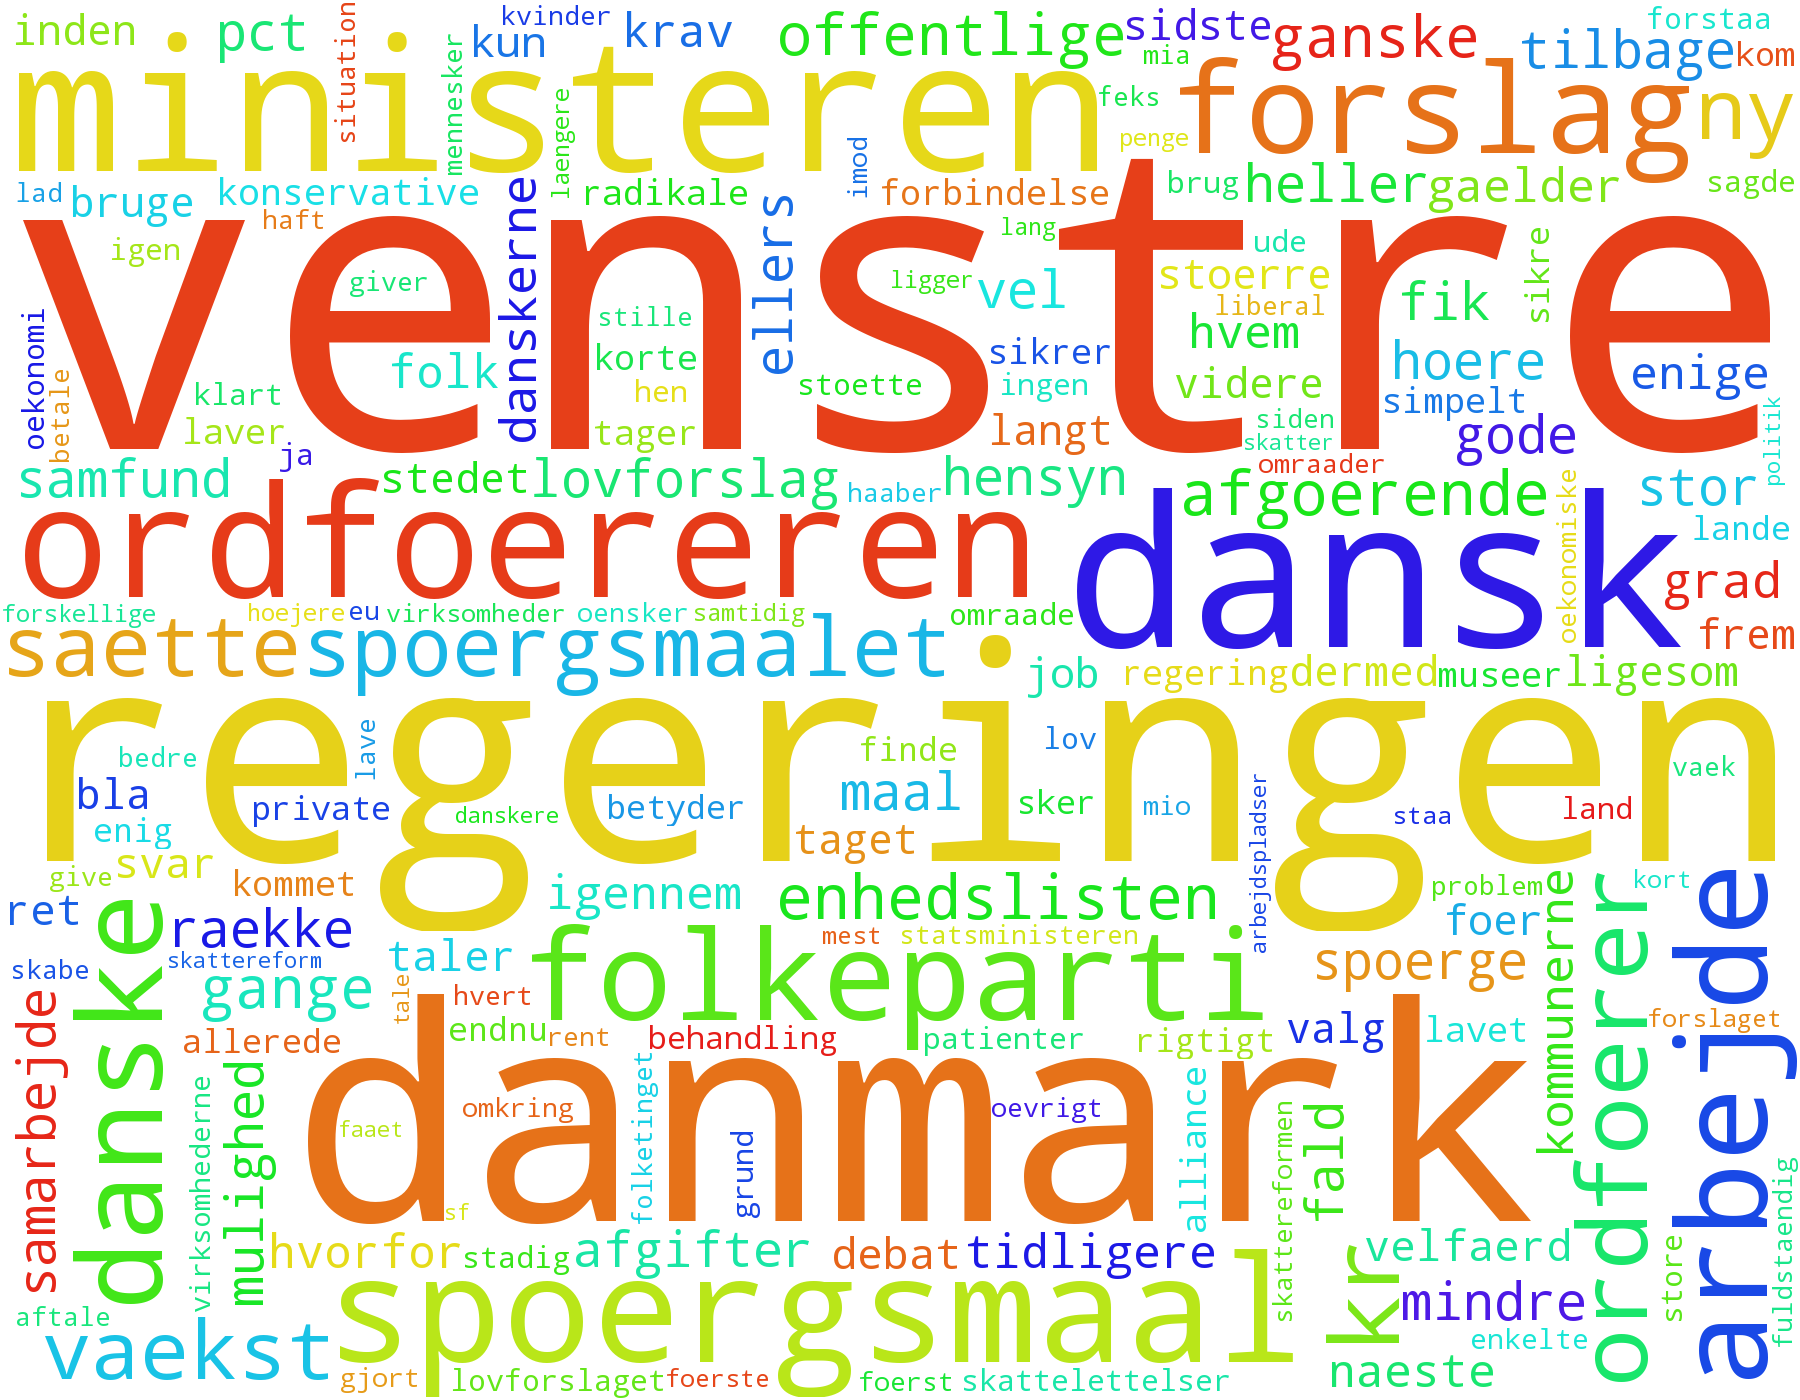 inden
pct
situation
mennesker
kvinder
kun
krav
offentlige
sidste
mia
ganske
forstaa
tilbage
kom
ministeren
laengere
feks
penge
forslag
ny
imod
lad
bruge
konservative
haft
danskerne
radikale
ellers
forbindelse
lang
brug
heller
gaelder
sagde
venstre
igen
giver
ligger
vel
ude
stoerre
liberal
sikre
fik
hvem
stille
korte
hen
tager
folk
stoette
sikrer
ingen
langt
videre
siden
skatter
hoere
simpelt
gode
enige
politik
oekonomi
betale
klart
laver
ja
omraader
samfund
stedet
lovforslag
haaber
hensyn
afgoerende
oekonomiske
stor
lande
ordfoereren
dansk
grad
frem
forskellige
hoejere
eu
virksomheder
oensker
samtidig
omraade
saette
spoergsmaalet
job
regering
dermed
museer
ligesom
regeringen
bedre
lave
finde
lov
vaek
bla
private
danskere
betyder
maal
sker
mio
arbejdspladser
staa
land
enig
taget
give
svar
kommet
igennem
enhedslisten
problem
kommunerne
kort
ret
danske
raekke
skattereform
taler
mest
statsministeren
foer
ordfoerer
arbejde
skabe
gange
tale
hvert
folkeparti
spoerge
samarbejde
allerede
endnu
rent
behandling
patienter
rigtigt
valg
lavet
forslaget
virksomhederne
mulighed
danmark
omkring
faaet
folketinget
grund
oevrigt
alliance
skattereformen
fald
fuldstaendig
sf
hvorfor
stadig
afgifter
debat
tidligere
velfaerd
store
aftale
vaekst
spoergsmaal
kr
mindre
enkelte
gjort
lovforslaget
foerste
foerst
skattelettelser
naeste